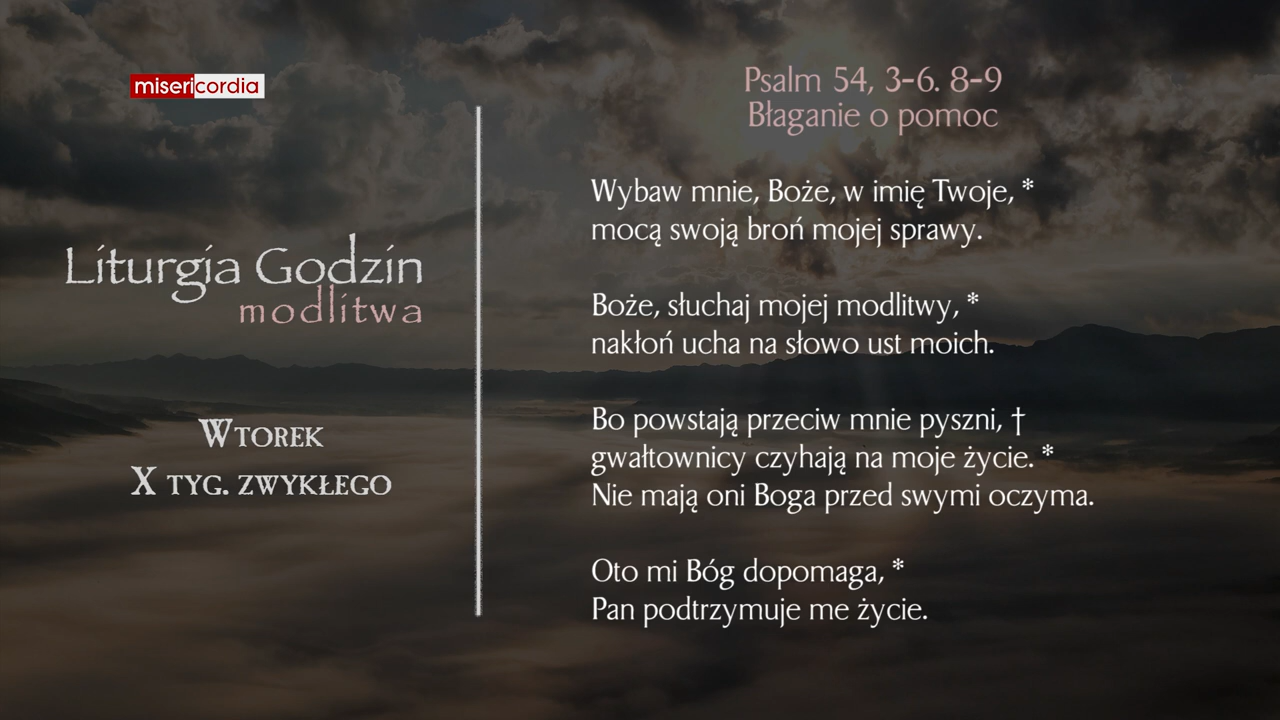 misericordia
Liturgia Godzin
modlitwa
Wtorek
X tyg. zwykłego
Psalm 54, 3-6. 8-9
Błaganie o pomoc
Wybaw mnie, Boże, w imię Twoje, *
mocą swoją broń mojej sprawy.
Boże, słuchaj mojej modlitwy, *
nakłoń ucha na słowo ust moich.
Bo powstają przeciw mnie pyszni, †
gwałtownicy czyhają na moje życie. *
Nie mają oni Boga przed swymi oczyma.
Oto mi Bóg dopomaga, *
Pan podtrzymuje me życie.